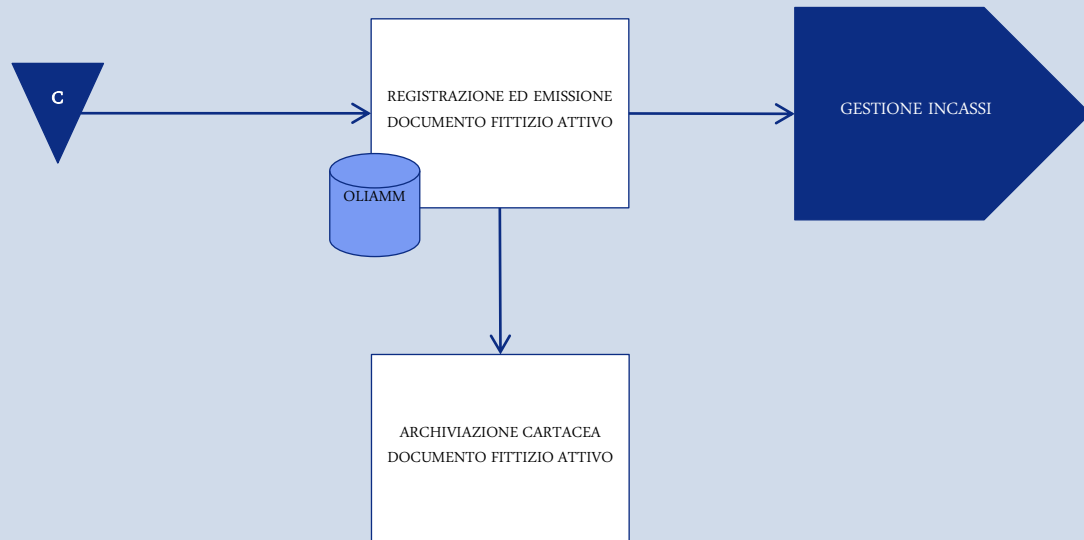 C
REGISTRAZIONE ED EMISSIONE
DOCUMENTO FITTIZIO ATTIVO
OLIAMM
GESTIONE INCASSI
ARCHIVIAZIONE CARTACEA
DOCUMENTO FITTIZIO ATTIVO